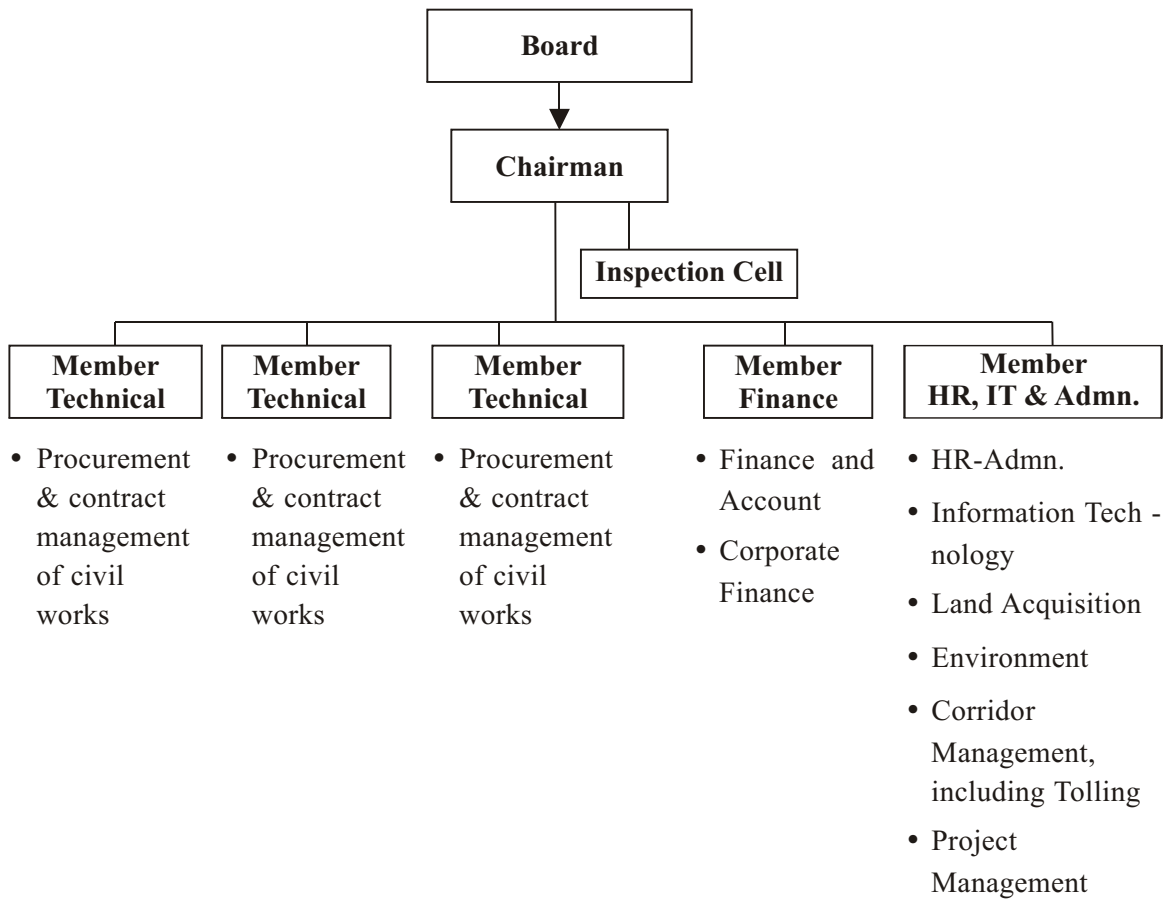 Board
Chairman
Inspection Cell
Member
Technical
Member
Technical
Member
Technical
Member
Finance
Member
HR, IT & Admn.
• Procurement
& contract
management
of civil
works
• Procurement
& contract
management
of civil
works
• Procurement
& contract
management
of civil
works
• Finance and
Account
• Corporate
Finance
• HR-Admn.
• Information Tech -
nology
• Land Acquisition
• Environment
• Corridor
Management,
including Tolling
• Project
Management